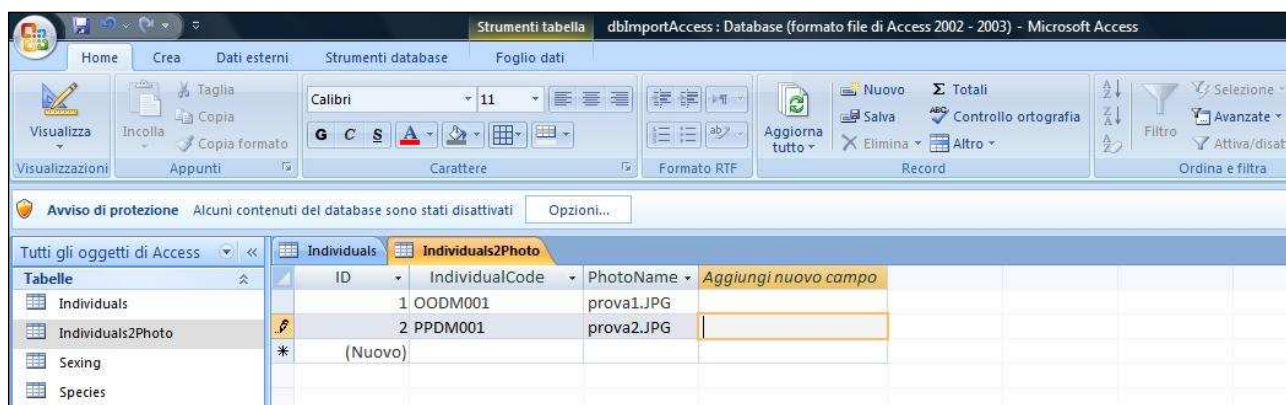 Strumenti tabella dbImportAccess : Database (formato file di Access 2002 - 2003) - Microsoft Access
Home Crea Dati esterni Strumenti database Foglio dati
Visualizza
Visualizzazioni
Incolla
Taglia
Copia
Copia formato
Appunti
Calibri 11
G C S A
Carattere
ab
Formato RTF
Aggiorna
tutto
Nuovo
Salva
Elimina
Σ Totali
ABC Controllo ortografia
Altro
Record
Filtro
Selezione
Avanzate
Attiva/disat
Ordina e filtra
Avviso di protezione Alcuni contenuti del database sono stati disattivati Opzioni...
Tutti gli oggetti di Access «
Tabelle
Individuals
Individuals2Photo
Sexing
Species
Individuals Individuals2Photo
ID IndividualCode PhotoName Aggiungi nuovo campo
1 OODM001 prova1.JPG
2 PPDM001 prova2.JPG
* (Nuovo)